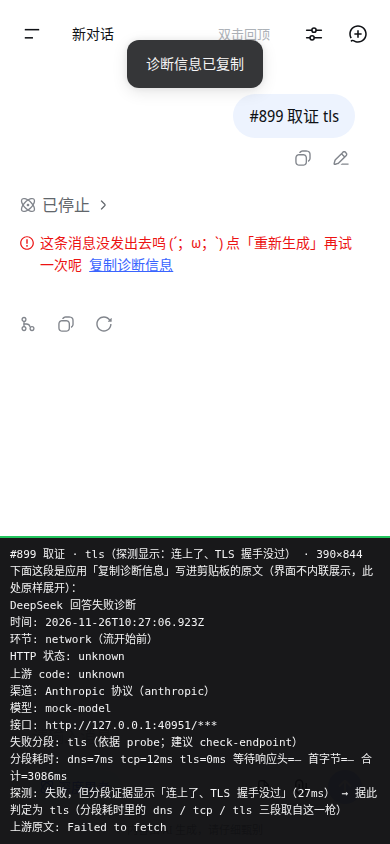 新对话
双击回顶
诊断信息已复制
#899 取证 tls
已停止
这条消息没发出去呜 (´; ω; `) 点「重新生成」再试
一次呢 复制诊断信息
#899 取证 · tls（探测显示: 连上了、TLS 握手没过） · 390×844
下面这段是应用「复制诊断信息」写进剪贴板的原文（界面不内联展示, 此
处原样展开）:
DeepSeek 回答失败诊断
时间: 2026-11-26T10:27:06.923Z
环节: network（流开始前）
HTTP 状态: unknown
上游 code: unknown
渠道: Anthropic 协议（anthropic）
模型: mock-model
接口: http://127.0.0.1:40951/***
失败分段: tls（依据 probe; 建议 check-endpoint）
分段耗时: dns=7ms tcp=12ms tls=0ms 等待响应头=— 首字节=— 合
计=3086ms
探测: 失败, 但分段证据显示「连上了、TLS 握手没过」（27ms） → 据此
判定为 tls（分段耗时里的 dns / tcp / tls 三段取自这一枪）
上游原文: Failed to fetch